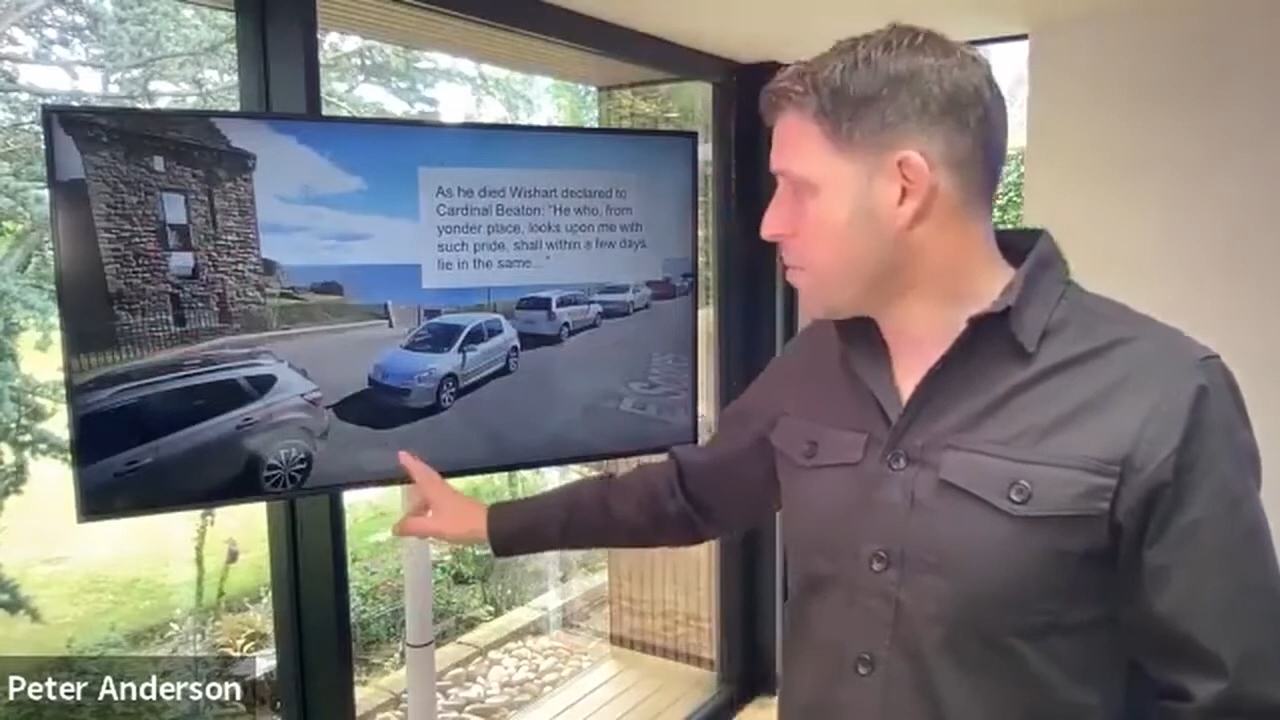 As he died Wishart declared to
Cardinal Beaton: "He who, from
yonder place, looks upon me with
such pride, shall within a few days
lie in the same..."
Peter Anderson